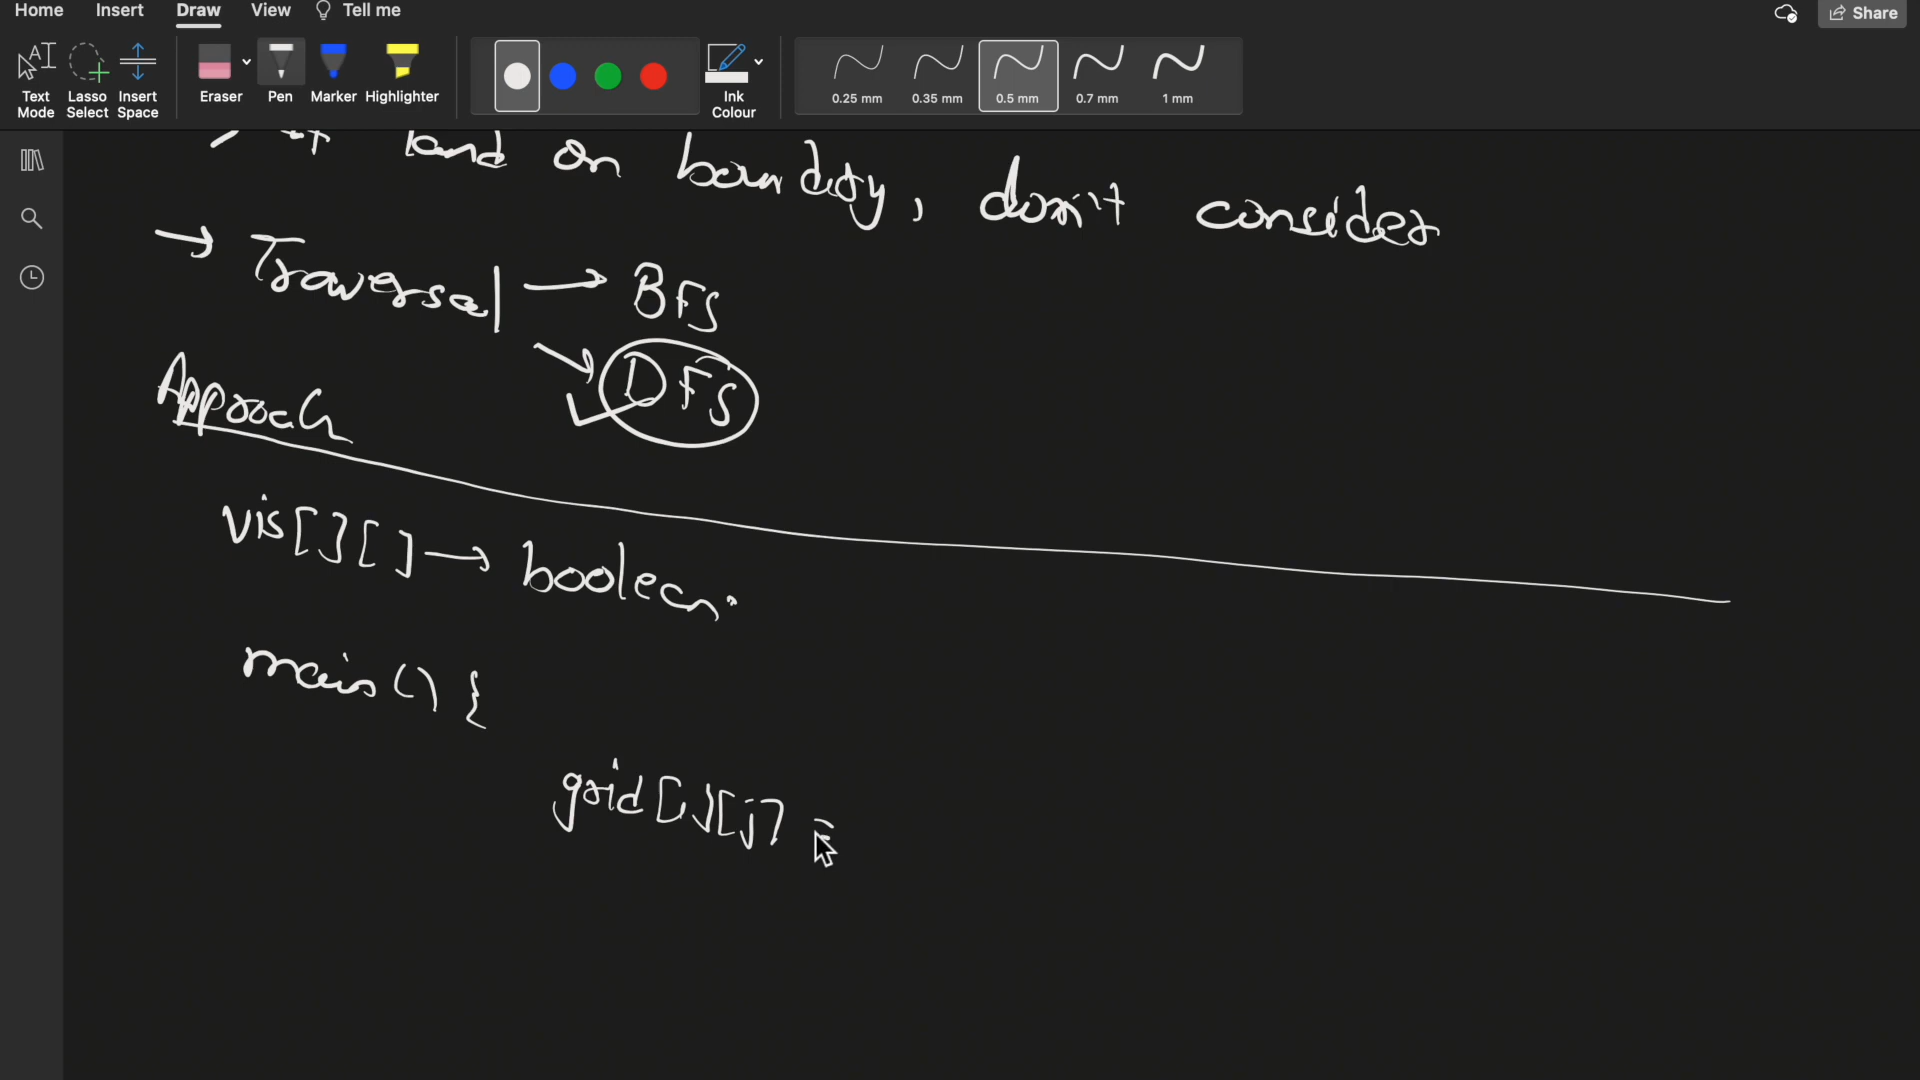 Home Insert Draw View Tell me Share
Text Mode Lasso Select Insert Space Eraser Pen Marker Highlighter Ink Colour 0.25 mm 0.35 mm 0.5 mm 0.7 mm 1 mm
land on boundary, don't consider
→ Traversal → BFS
→ DFS
Approach
vis[][] → boolean
main() {
grid[i][j] =